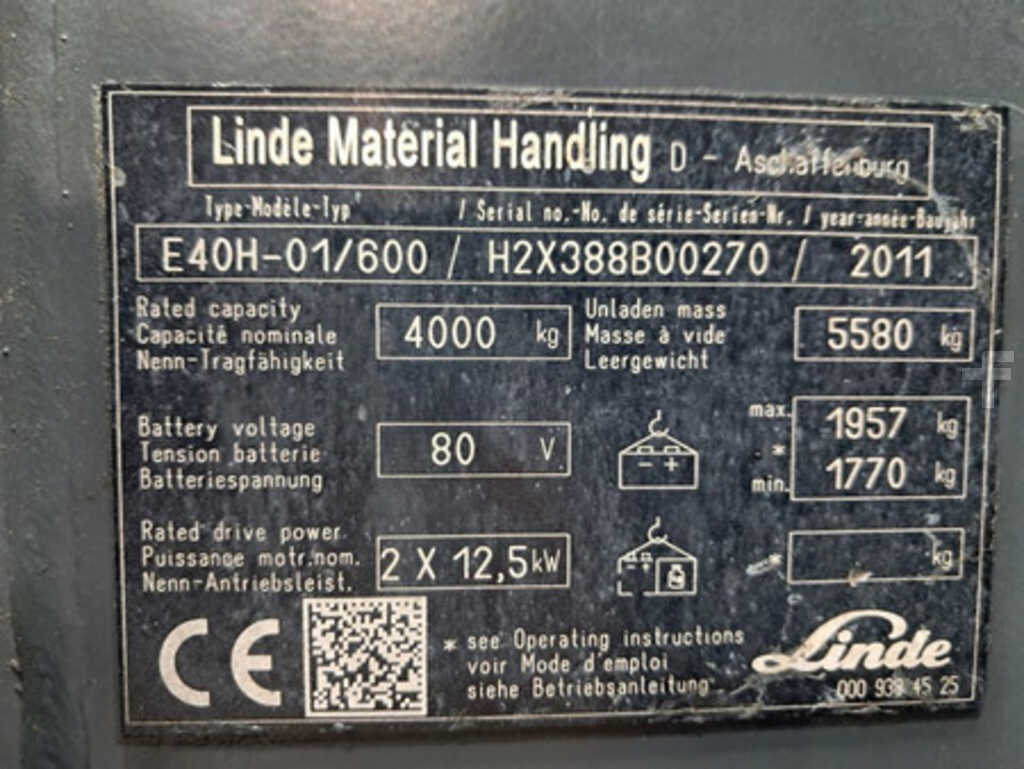 Linde Material Handling D - Aschaffenburg
Type-Modèle-Typ / Serial no.-No. de série-Serien-Nr. / year-année-Baujahr
E40H-01/600 / H2X388B00270 / 2011
Rated capacity
Capacité nominale
Nenn-Tragfähigkeit
4000 kg
Unladen mass
Masse à vide
Leergewicht
5580 kg
Battery voltage
Tension batterie
Batteriespannung
80 V
- +
max. 1957 kg
*
min. 1770 kg
Rated drive power
Puissance motr.nom.
Nenn-Antriebsleist.
2 X 12,5 kW
- +
* kg
CE
* see Operating instructions
voir Mode d'emploi
siehe Betriebsanleitung
Linde
000 938 45 25